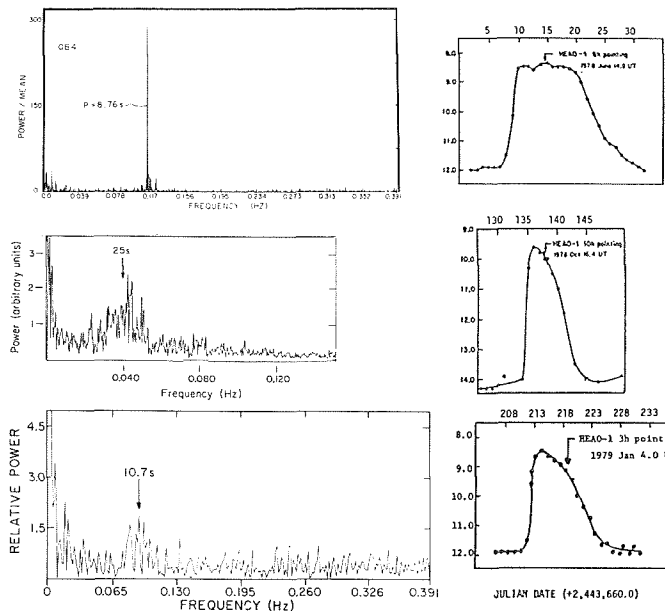 5 10 15 20 25 30
320
150
0
POWER / MEAN
P = 8.76 s
0.0 0.039 0.078 0.117 0.156 0.195 0.234 0.273 0.313 0.352 0.391
FREQUENCY (HZ)
8.0
9.0
10.0
11.0
12.0
HEAO-1 6h pointing
1978 June 14.8 UT
3
2
1
Power (arbitrary units)
25s
0.040 0.080 0.120
Frequency (Hz)
130 135 140 145
9.0
10.0
11.0
12.0
13.0
14.0
HEAO-1 10h pointing
1978 Oct 16.4 UT
4.5
3.0
1.5
RELATIVE POWER
10.7s
0 0.065 0.130 0.195 0.260 0.326 0.391
FREQUENCY (HZ)
208 213 218 223 228 233
8.0
9.0
10.0
11.0
12.0
HEAO-1 3h point
1979 Jan 4.0
JULIAN DATE (+2,443,660.0)